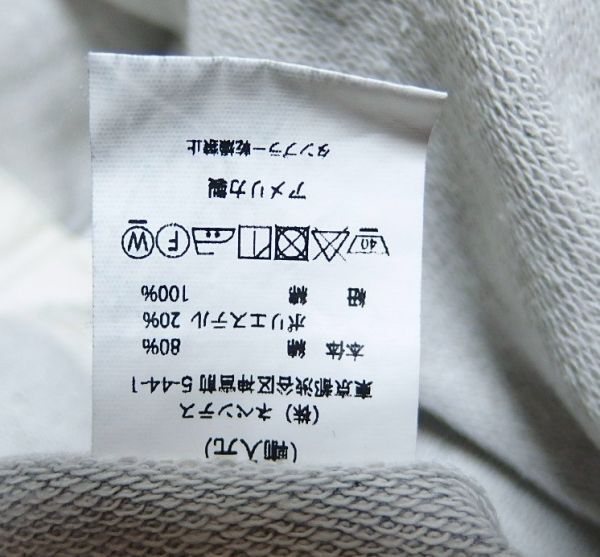 (輸入元)
(株) ネペンテス
東京都渋谷区神宮前 5-44-1
本体 綿 80%
ポリエステル 20%
紐 綿 100%
40 F W
アメリカ製
タンブラー乾燥禁止